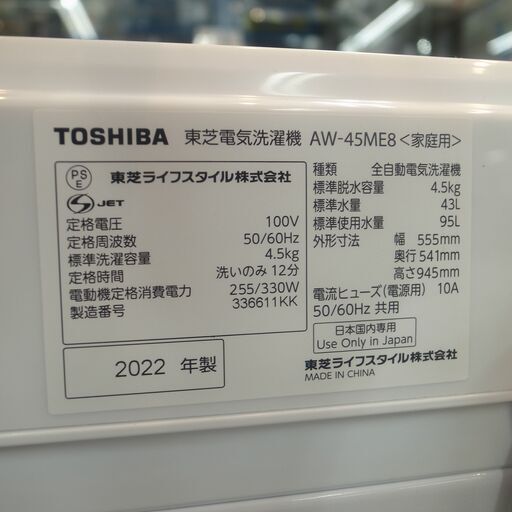 TOSHIBA 東芝電気洗濯機 AW-45ME8<家庭用>
PS E 東芝ライフスタイル株式会社
S JET
定格電圧 100V
定格周波数 50/60Hz
標準洗濯容量 4.5kg
定格時間 洗いのみ 12分
電動機定格消費電力 255/330W
製造番号 336611KK
2022 年製
種類 全自動電気洗濯機
標準脱水容量 4.5kg
標準水量 43L
標準使用水量 95L
外形寸法 幅 555mm
奥行 541mm
高さ 945mm
電流ヒューズ(電源用) 10A
50/60Hz 共用
日本国内専用
Use Only in Japan
東芝ライフスタイル株式会社
MADE IN CHINA